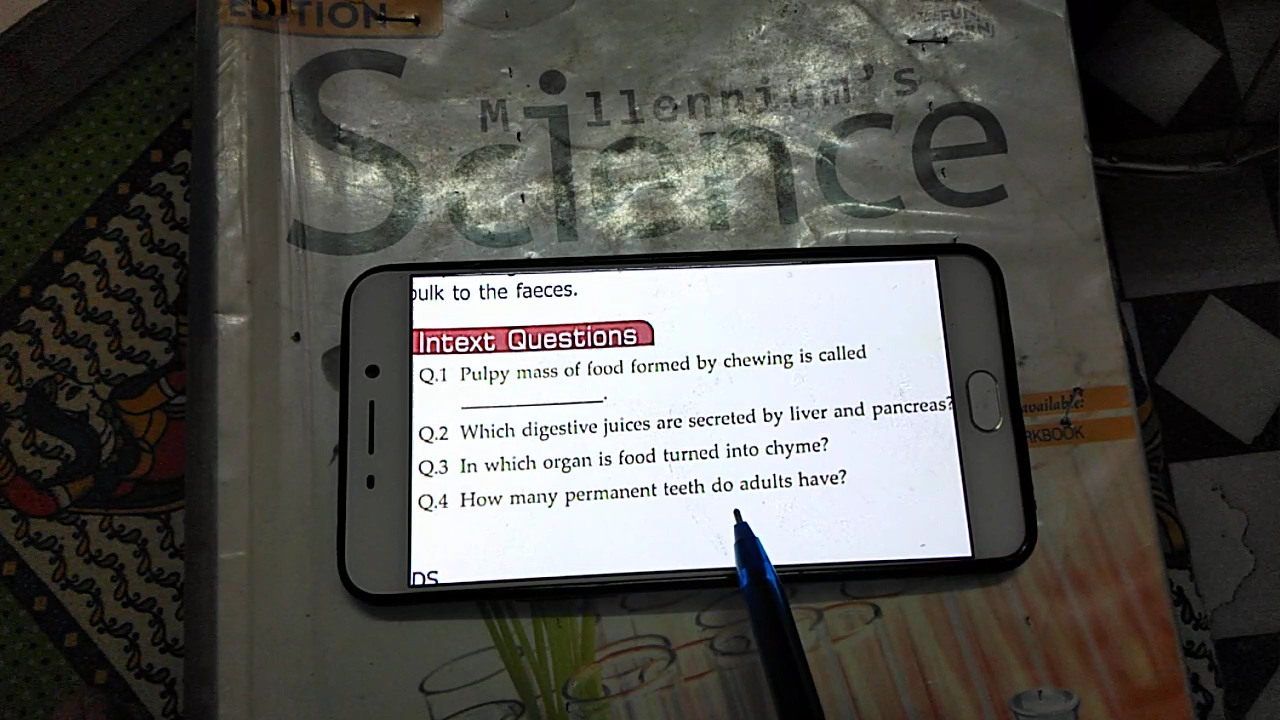 EDITION
Millennium's
Science
bulk to the faeces.
Intext Questions
Q.1 Pulpy mass of food formed by chewing is called
____________.
Q.2 Which digestive juices are secreted by liver and pancreas?
Q.3 In which organ is food turned into chyme?
Q.4 How many permanent teeth do adults have?
DS
available:
RKBOOK